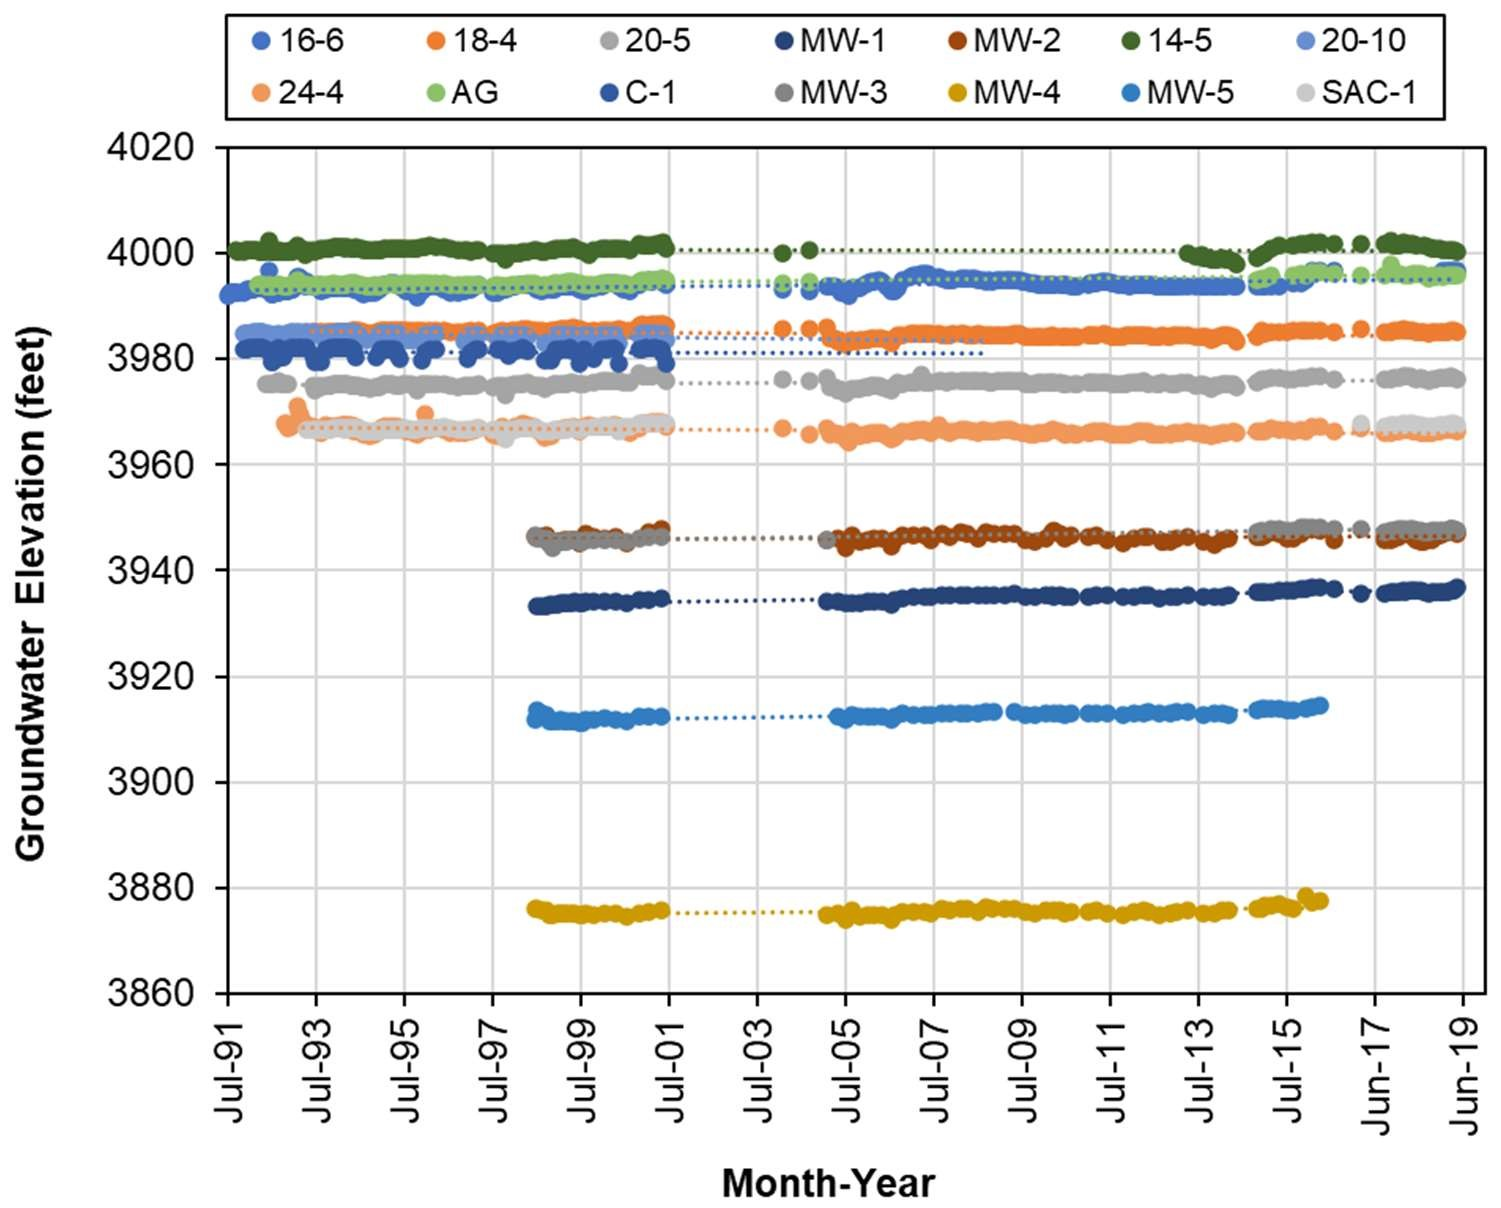 16-6 18-4 20-5 MW-1 MW-2 14-5 20-10
24-4 AG C-1 MW-3 MW-4 MW-5 SAC-1
Groundwater Elevation (feet)
4020
4000
3980
3960
3940
3920
3900
3880
3860
Jul-91 Jul-93 Jul-95 Jul-97 Jul-99 Jul-01 Jul-03 Jul-05 Jul-07 Jul-09 Jul-11 Jul-13 Jul-15 Jun-17 Jun-19
Month-Year